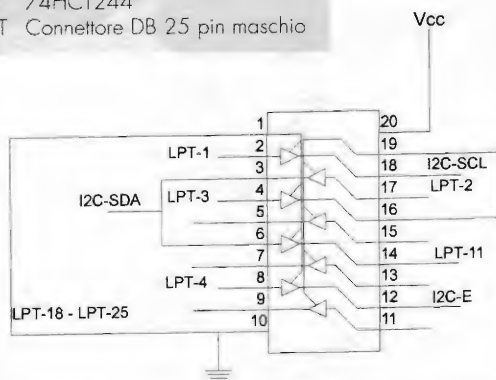 74HCT244
T Connettore DB 25 pin maschio
Vcc
1
20
2
19
LPT-1
3
18
I2C-SCL
4
17
LPT-2
I2C-SDA
LPT-3
5
16
6
15
7
14
LPT-11
LPT-4
8
13
9
12
I2C-E
LPT-18 - LPT-25
10
11